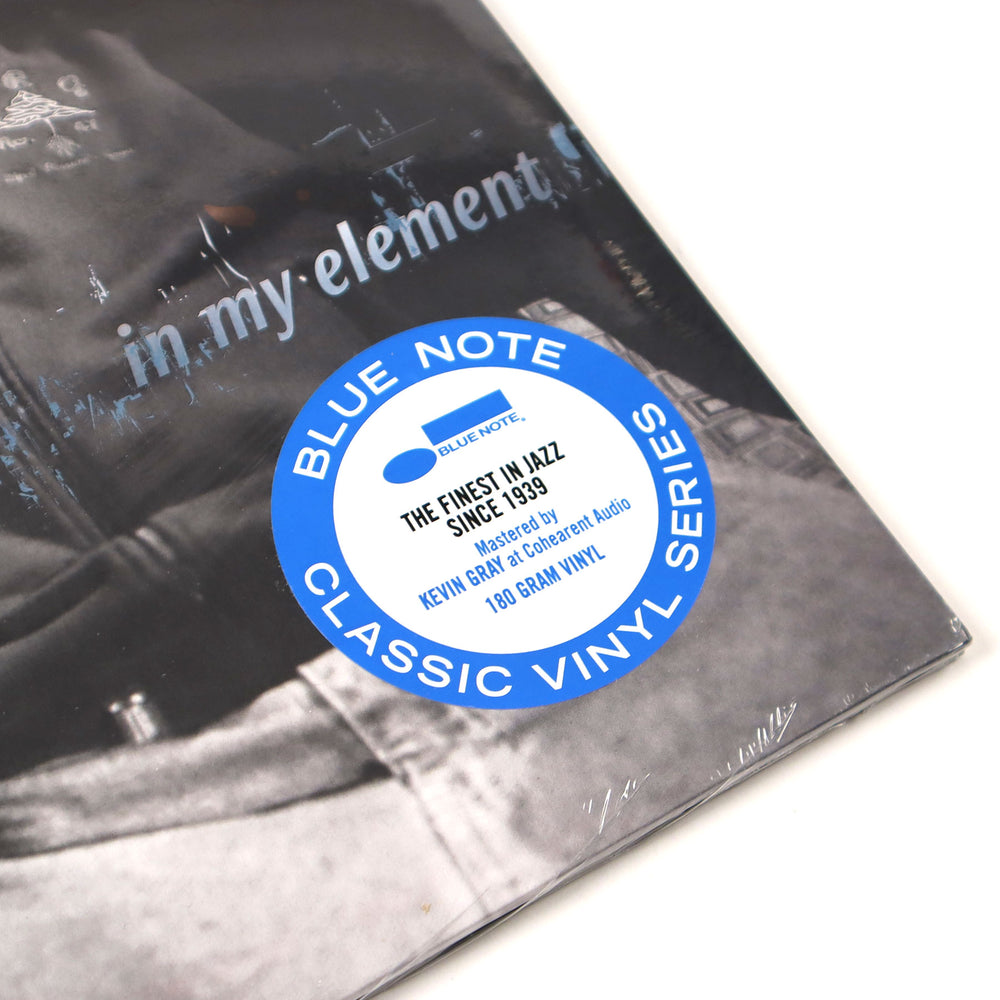 in my element
BLUE NOTE
BLUE NOTE®
THE FINEST IN JAZZ
SINCE 1939
Mastered by
KEVIN GRAY at Cohearent Audio
180 GRAM VINYL
CLASSIC VINYL SERIES